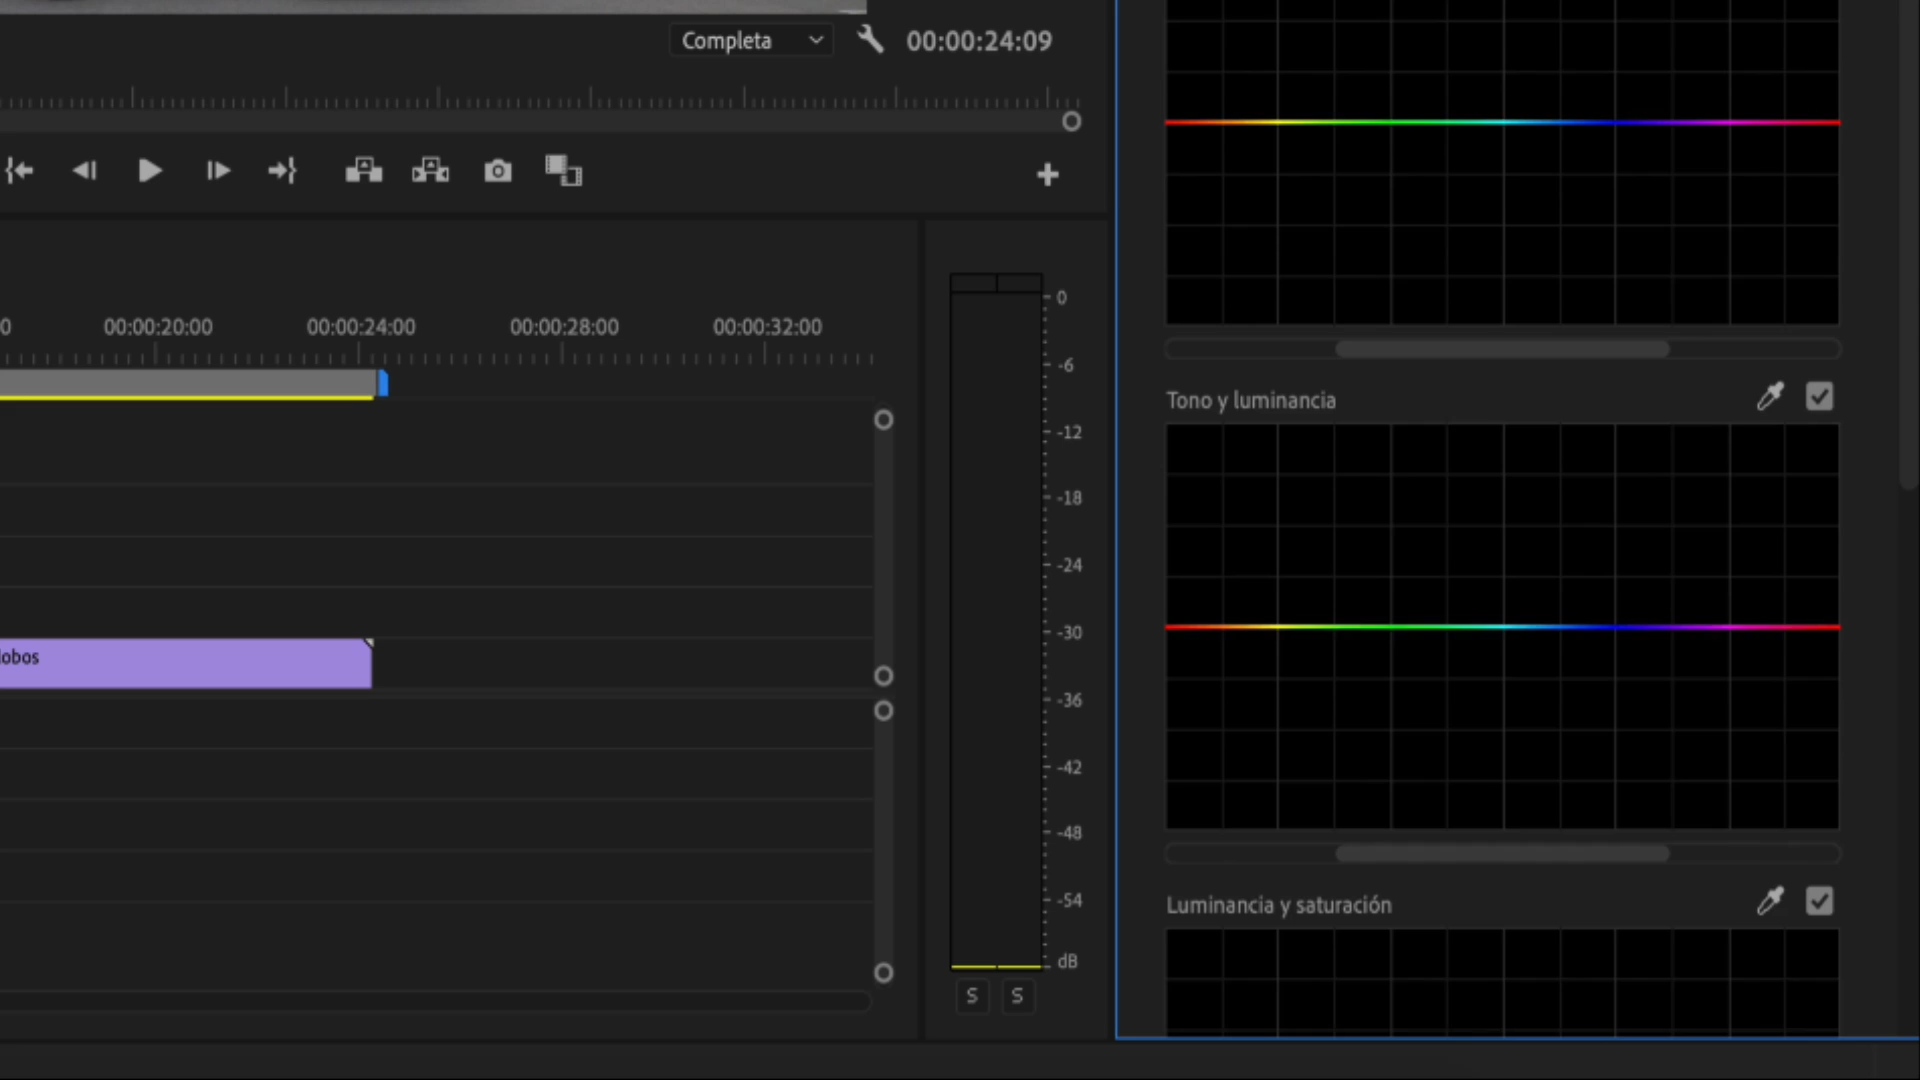 Completa
00:00:24:09
0
00:00:20:00
00:00:24:00
00:00:28:00
00:00:32:00
lobos
0
-6
-12
-18
-24
-30
-36
-42
-48
-54
dB
S
S
Tono y luminancia
Luminancia y saturación